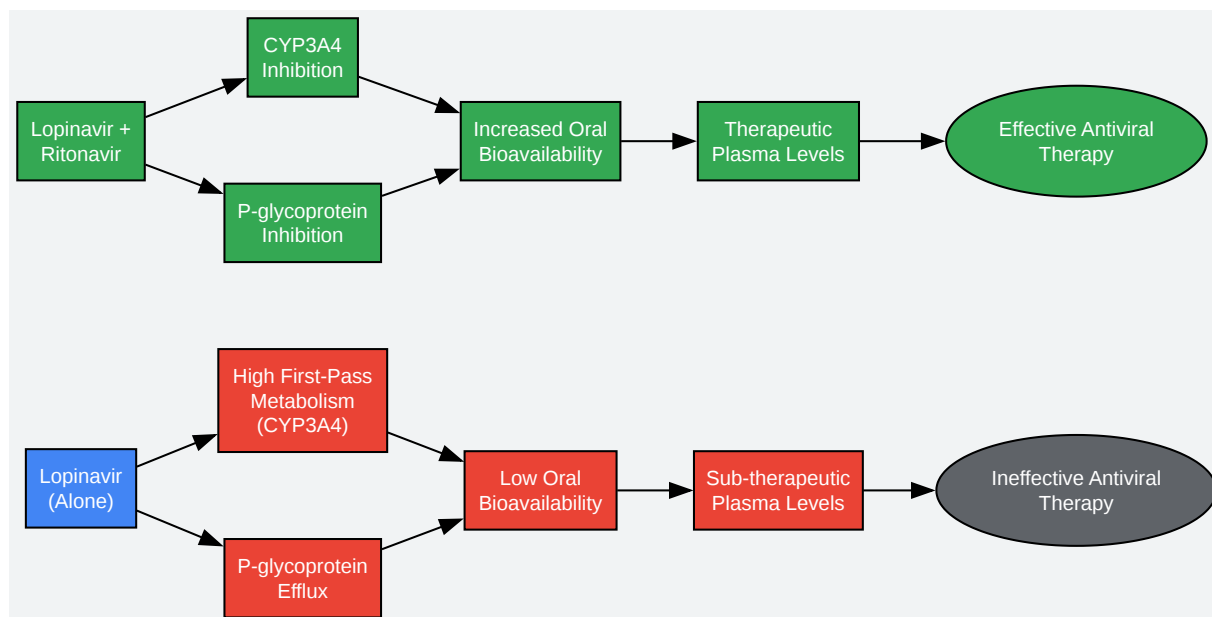 CYP3A4
Inhibition
Lopinavir +
Ritonavir
P-glycoprotein
Inhibition
Increased Oral
Bioavailability
Therapeutic
Plasma Levels
Effective Antiviral
Therapy
High First-Pass
Metabolism
(CYP3A4)
Lopinavir
(Alone)
P-glycoprotein
Efflux
Low Oral
Bioavailability
Sub-therapeutic
Plasma Levels
Ineffective Antiviral
Therapy